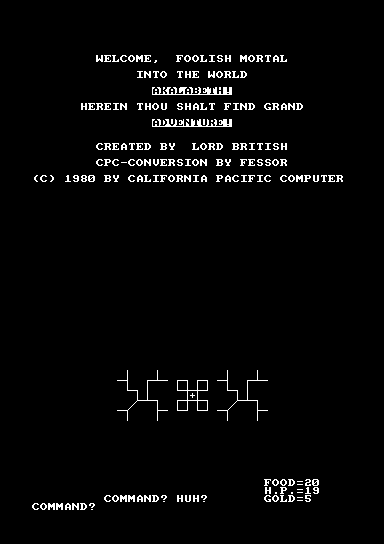 WELCOME,  FOOLISH MORTAL
INTO THE WORLD
AKALABETH!
HEREIN THOU SHALT FIND GRAND
ADVENTURE!
CREATED BY  LORD BRITISH
CPC-CONVERSION BY FESSOR
(C) 1980 BY CALIFORNIA PACIFIC COMPUTER
FOOD=20
H.P.=19
COMMAND? HUH?
GOLD=5
COMMAND?